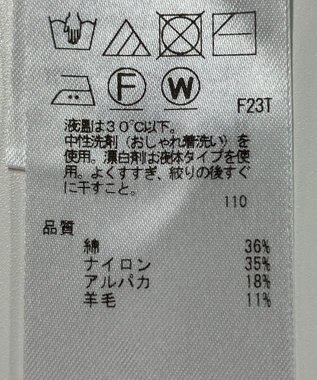 F W
F23T
液温は30℃以下。
中性洗剤（おしゃれ着洗い）を
使用。漂白剤は液体タイプを使
用。よくすすぎ、絞りの後すぐ
に干すこと。
110
品質
綿 36%
ナイロン 35%
アルパカ 18%
羊毛 11%